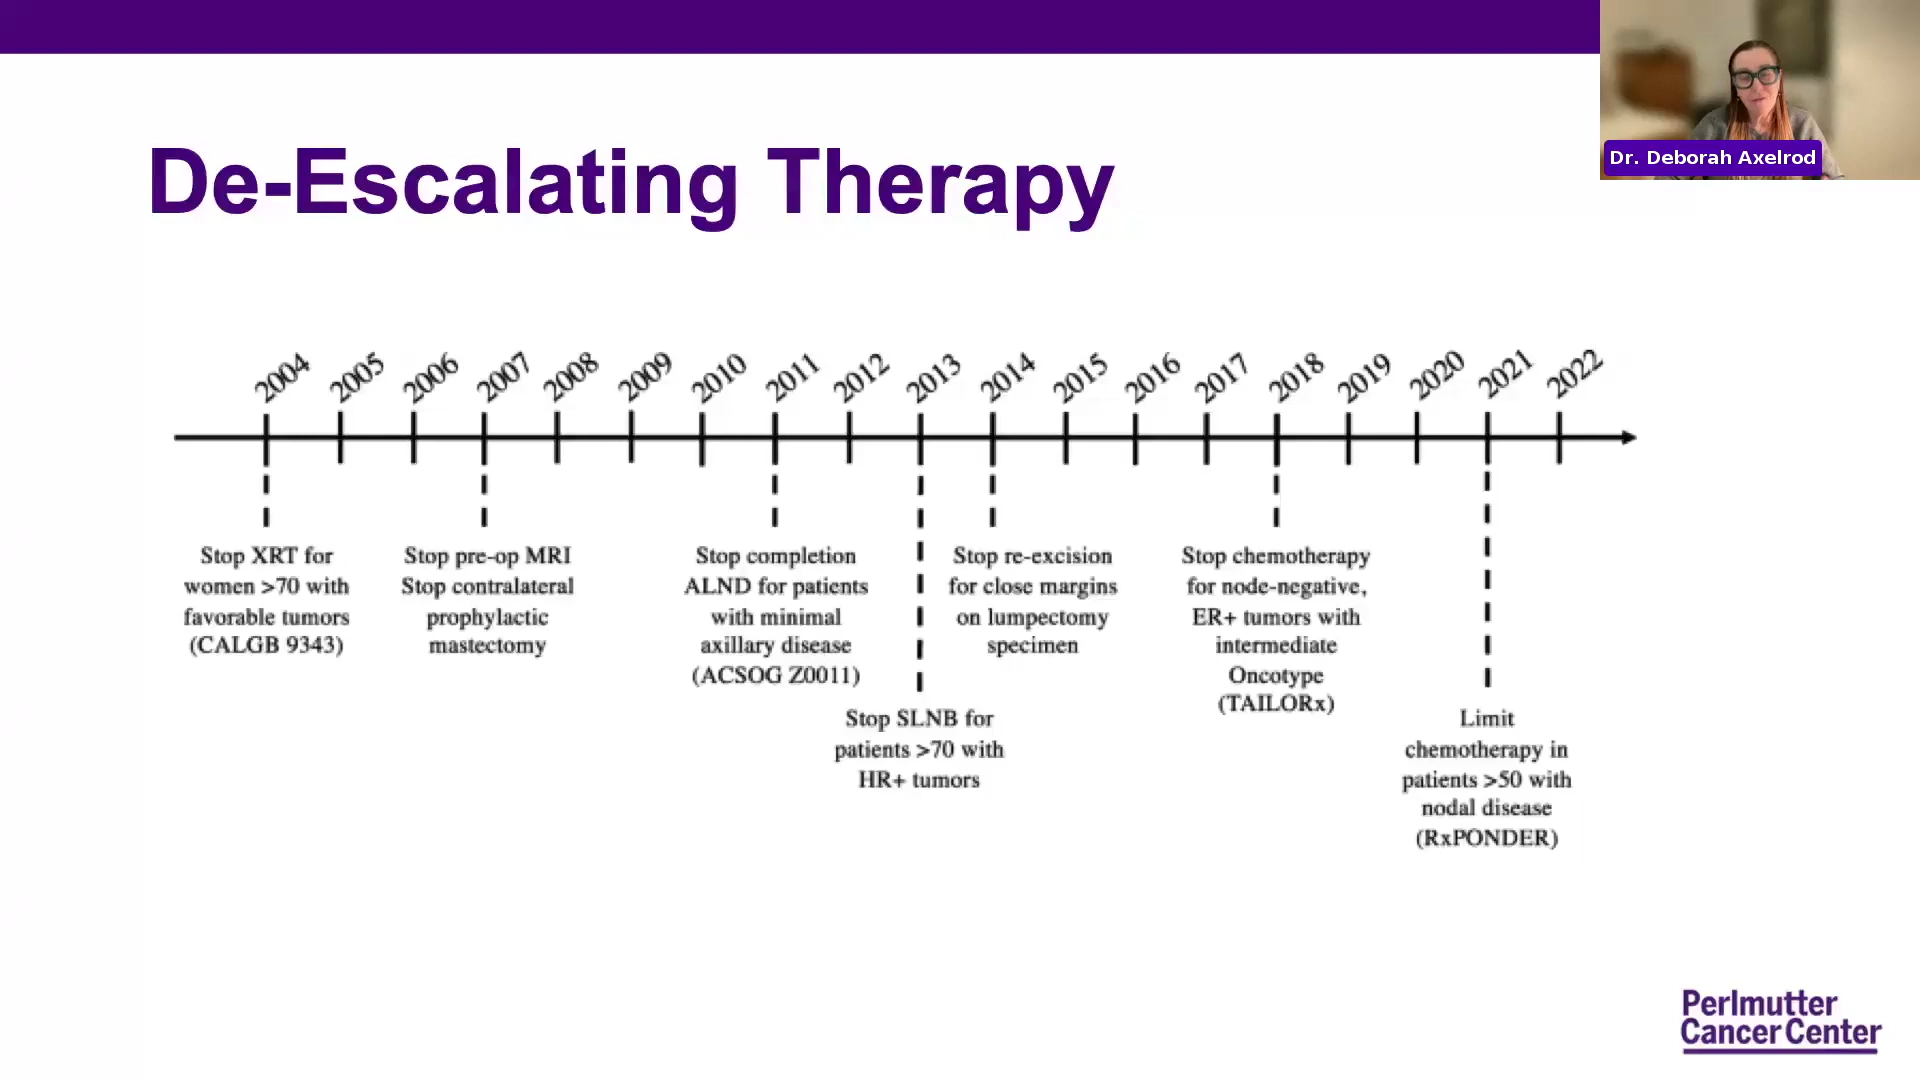 Dr. Deborah Axelrod
De-Escalating Therapy
2004 2005 2006 2007 2008 2009 2010 2011 2012 2013 2014 2015 2016 2017 2018 2019 2020 2021 2022
Stop XRT for
women >70 with
favorable tumors
(CALGB 9343)
Stop pre-op MRI
Stop contralateral
prophylactic
mastectomy
Stop completion
ALND for patients
with minimal
axillary disease
(ACSOG Z0011)
Stop SLNB for
patients >70 with
HR+ tumors
Stop re-excision
for close margins
on lumpectomy
specimen
Stop chemotherapy
for node-negative,
ER+ tumors with
intermediate
Oncotype
(TAILORx)
Limit
chemotherapy in
patients >50 with
nodal disease
(RxPONDER)
Perlmutter
Cancer Center